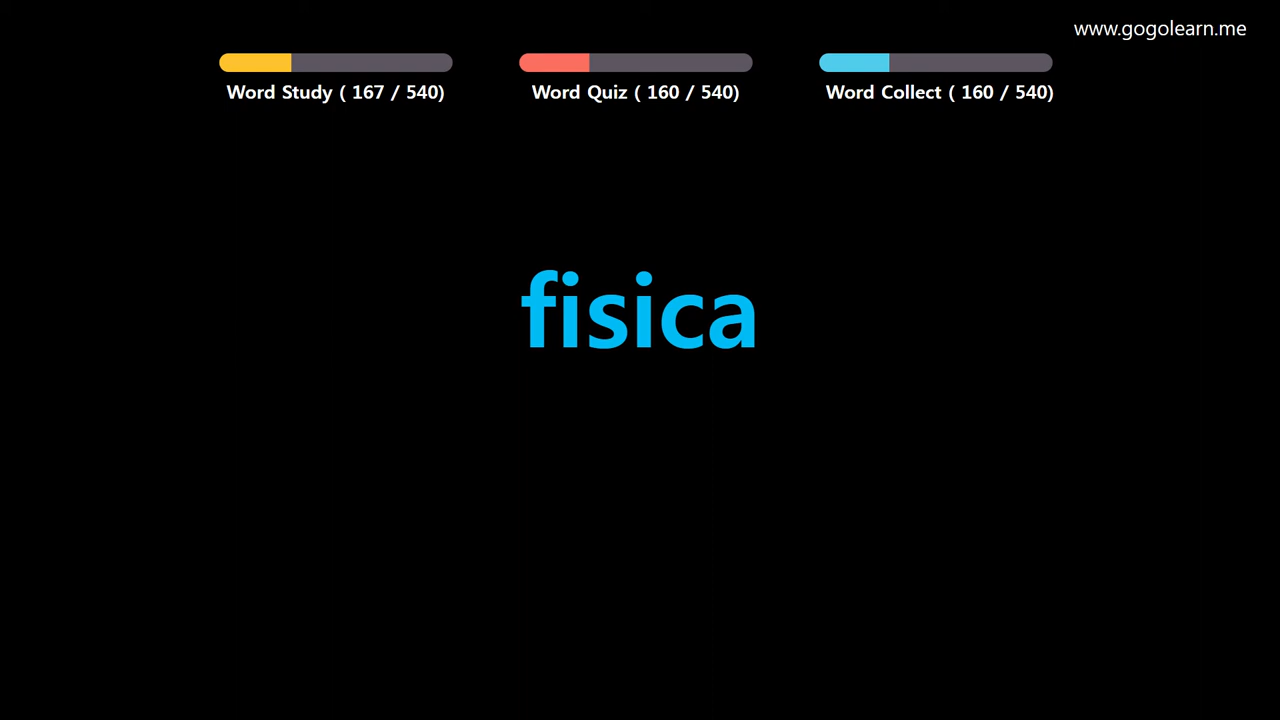 www.gogolearn.me
Word Study ( 167 / 540)
Word Quiz ( 160 / 540)
Word Collect ( 160 / 540)
fisica